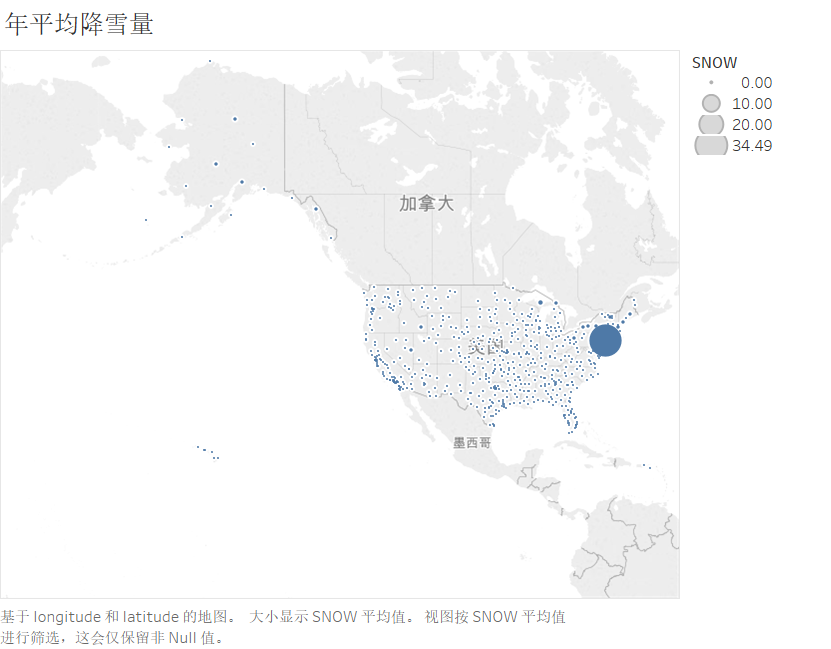 年平均降雪量
SNOW
0.00
10.00
20.00
34.49
加拿大
美国
墨西哥
基于 longitude 和 latitude 的地图。 大小显示 SNOW 平均值。 视图按 SNOW 平均值
进行筛选，这会仅保留非 Null 值。